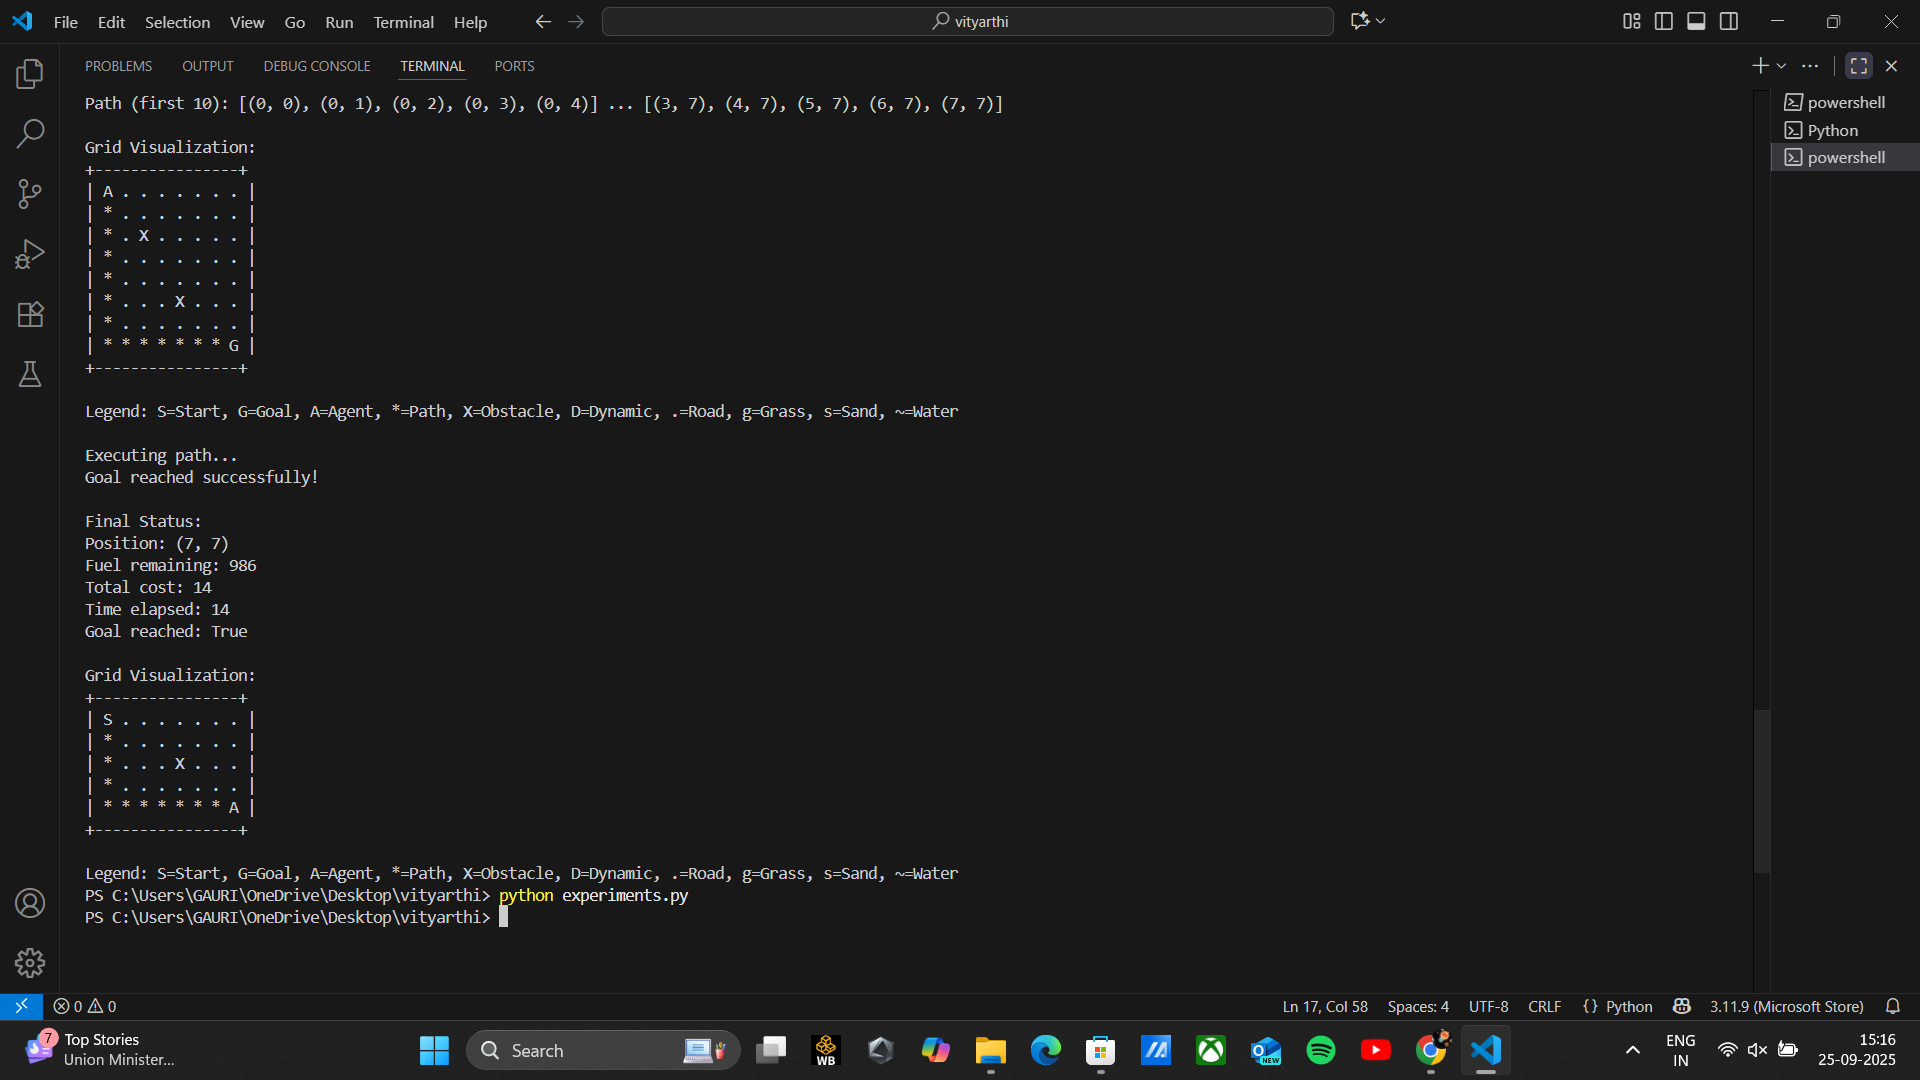 File Edit Selection View Go Run Terminal Help
vityarthi
PROBLEMS OUTPUT DEBUG CONSOLE TERMINAL PORTS
powershell
Python
powershell
Path (first 10): [(0, 0), (0, 1), (0, 2), (0, 3), (0, 4)] ... [(3, 7), (4, 7), (5, 7), (6, 7), (7, 7)]
Grid Visualization:
+----------------+
| A . . . . . . . |
| * . . . . . . . |
| * . X . . . . . |
| * . . . . . . . |
| * . . . . . . . |
| * . . . X . . . |
| * . . . . . . . |
| * * * * * * * G |
+----------------+
Legend: S=Start, G=Goal, A=Agent, *=Path, X=Obstacle, D=Dynamic, .=Road, g=Grass, s=Sand, ~=Water
Executing path...
Goal reached successfully!
Final Status:
Position: (7, 7)
Fuel remaining: 986
Total cost: 14
Time elapsed: 14
Goal reached: True
Grid Visualization:
+----------------+
| S . . . . . . . |
| * . . . . . . . |
| * . . . X . . . |
| * . . . . . . . |
| * * * * * * * A |
+----------------+
Legend: S=Start, G=Goal, A=Agent, *=Path, X=Obstacle, D=Dynamic, .=Road, g=Grass, s=Sand, ~=Water
PS C:\Users\GAURI\OneDrive\Desktop\vityarthi> python experiments.py
PS C:\Users\GAURI\OneDrive\Desktop\vityarthi>
0 0
Ln 17, Col 58 Spaces: 4 UTF-8 CRLF {} Python 3.11.9 (Microsoft Store)
7
Top Stories
Union Minister...
Search
WB
NEW
ENG
IN
15:16
25-09-2025